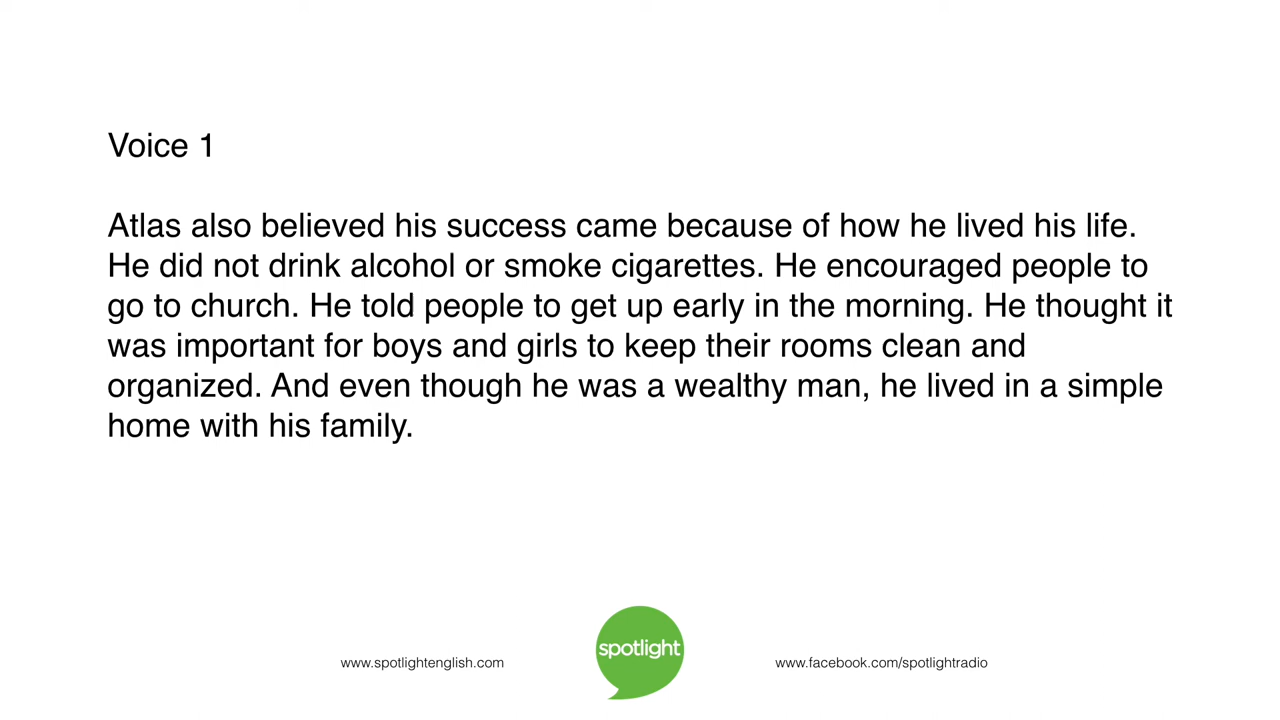 Voice 1
Atlas also believed his success came because of how he lived his life.
He did not drink alcohol or smoke cigarettes. He encouraged people to
go to church. He told people to get up early in the morning. He thought it
was important for boys and girls to keep their rooms clean and
organized. And even though he was a wealthy man, he lived in a simple
home with his family.
www.spotlightenglish.com
spotlight
www.facebook.com/spotlightradio